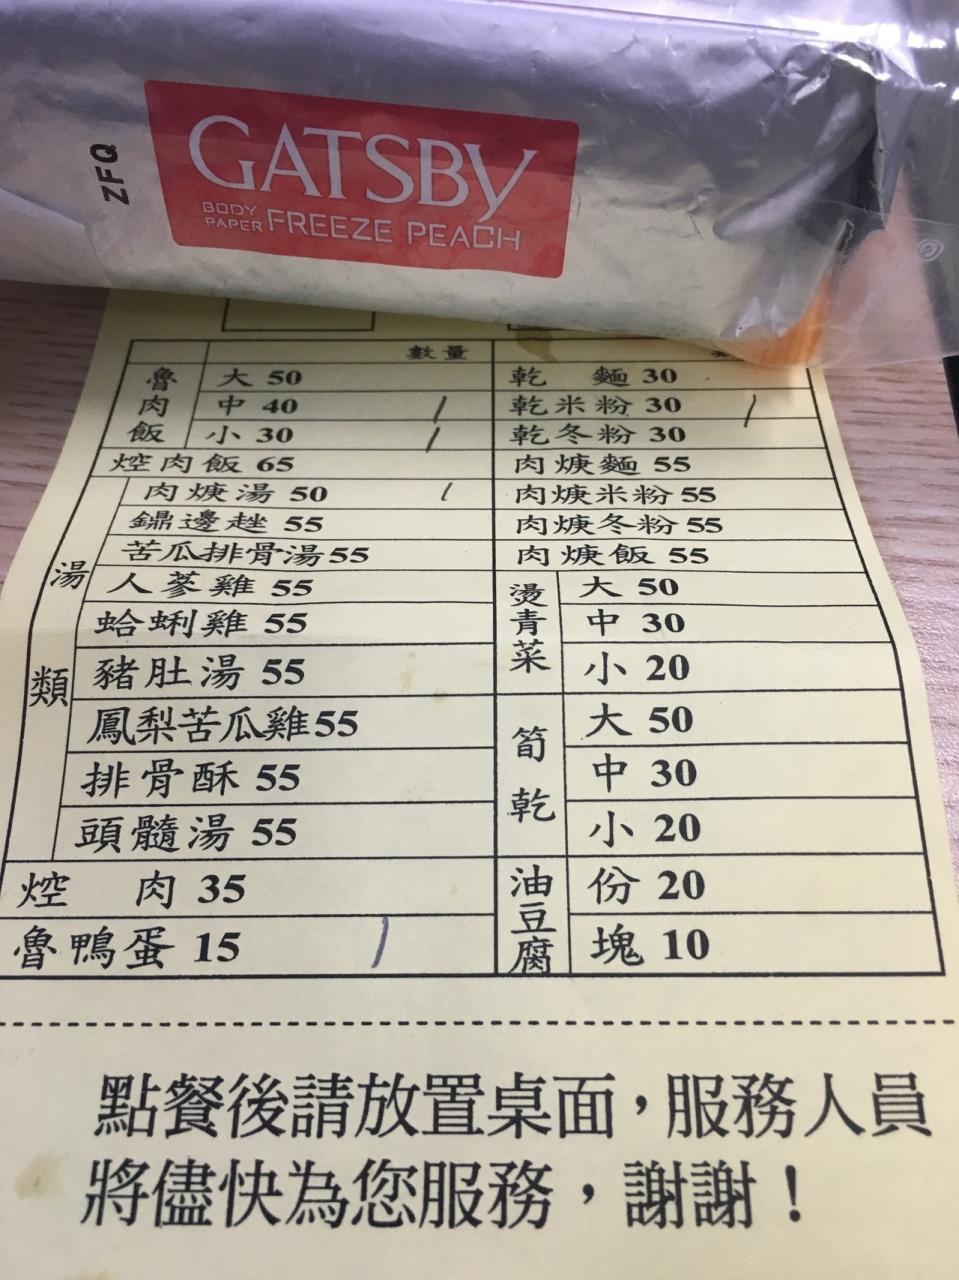 ZFQ
GATSBY
BODY PAPER FREEZE PEACH
數量
魯肉飯
大 50
中 40
小 30
焢肉飯 65
湯類
肉焿湯 50
鼎邊趖 55
苦瓜排骨湯 55
人蔘雞 55
蛤蜊雞 55
豬肚湯 55
鳳梨苦瓜雞 55
排骨酥 55
頭髓湯 55
焢肉 35
魯鴨蛋 15
乾麵 30
乾米粉 30
乾冬粉 30
肉焿麵 55
肉焿米粉 55
肉焿冬粉 55
肉焿飯 55
燙青菜
大 50
中 30
小 20
筍乾
大 50
中 30
小 20
油豆腐
份 20
塊 10
點餐後請放置桌面，服務人員
將儘快為您服務，謝謝！